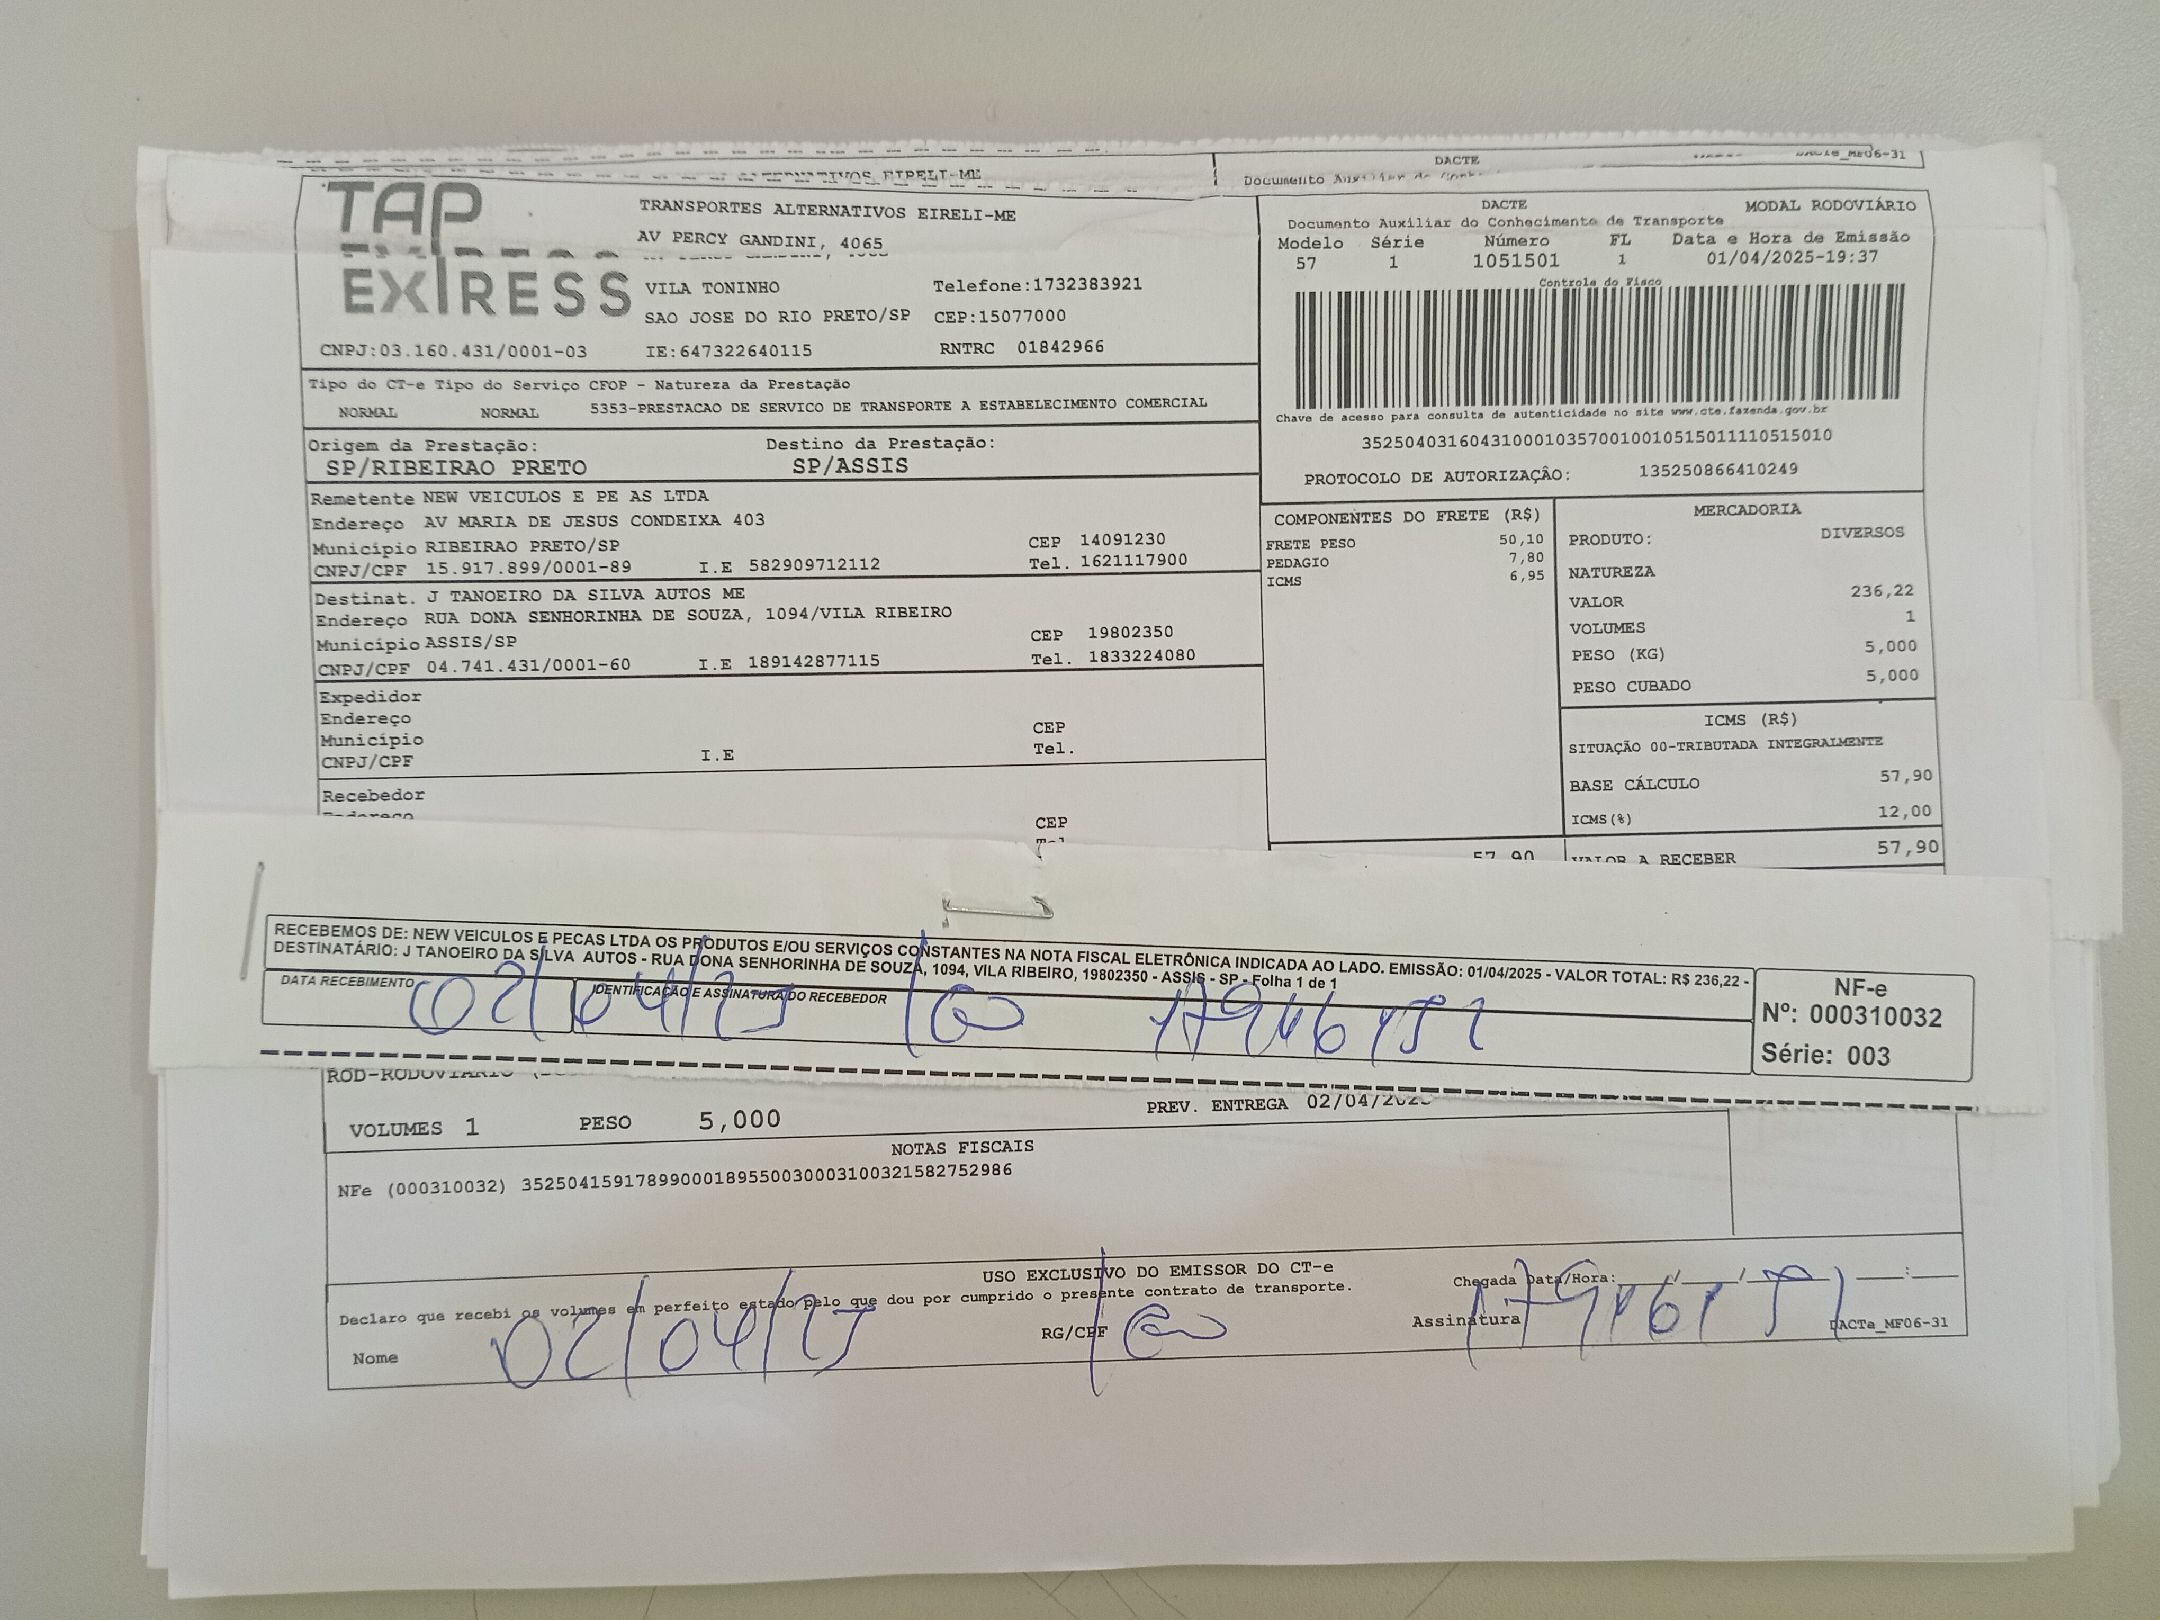 DACTE
DACTE_MF06-31
TAP
EXPRESS
TRANSPORTES ALTERNATIVOS EIRELI-ME
AV PERCY GANDINI, 4065
VILA TONINHO Telefone:1732383921
SAO JOSE DO RIO PRETO/SP CEP:15077000
CNPJ:03.160.431/0001-03 IE:647322640115 RNTRC 01842966
DACTE MODAL RODOVIÁRIO
Documento Auxiliar do Conhecimento de Transporte
Modelo Série Número FL Data e Hora de Emissão
57 1 1051501 1 01/04/2025-19:37
Controle do Fisco
Chave de acesso para consulta de autenticidade no site www.cte.fazenda.gov.br
35250403160431000103570010010515011110515010
PROTOCOLO DE AUTORIZAÇÃO: 135250866410249
Tipo do CT-e Tipo do Serviço CFOP - Natureza da Prestação
NORMAL NORMAL 5353-PRESTACAO DE SERVICO DE TRANSPORTE A ESTABELECIMENTO COMERCIAL
Origem da Prestação: Destino da Prestação:
SP/RIBEIRAO PRETO SP/ASSIS
Remetente NEW VEICULOS E PE AS LTDA
Endereço AV MARIA DE JESUS CONDEIXA 403
Município RIBEIRAO PRETO/SP CEP 14091230
CNPJ/CPF 15.917.899/0001-89 I.E 582909712112 Tel. 1621117900
Destinat. J TANOEIRO DA SILVA AUTOS ME
Endereço RUA DONA SENHORINHA DE SOUZA, 1094/VILA RIBEIRO
Município ASSIS/SP CEP 19802350
CNPJ/CPF 04.741.431/0001-60 I.E 189142877115 Tel. 1833224080
Expedidor
Endereço
Município CEP
CNPJ/CPF I.E Tel.
Recebedor
Endereço CEP
COMPONENTES DO FRETE (R$)
FRETE PESO 50,10
PEDAGIO 7,80
ICMS 6,95
MERCADORIA
PRODUTO: DIVERSOS
NATUREZA
VALOR 236,22
VOLUMES 1
PESO (KG) 5,000
PESO CUBADO 5,000
ICMS (R$)
SITUAÇÃO 00-TRIBUTADA INTEGRALMENTE
BASE CÁLCULO 57,90
ICMS(%) 12,00
57,90 VALOR A RECEBER 57,90
RECEBEMOS DE: NEW VEICULOS E PECAS LTDA OS PRODUTOS E/OU SERVIÇOS CONSTANTES NA NOTA FISCAL ELETRÔNICA INDICADA AO LADO. EMISSÃO: 01/04/2025 - VALOR TOTAL: R$ 236,22 -
DESTINATÁRIO: J TANOEIRO DA SILVA AUTOS - RUA DONA SENHORINHA DE SOUZA, 1094, VILA RIBEIRO, 19802350 - ASSIS - SP - Folha 1 de 1
DATA RECEBIMENTO IDENTIFICAÇÃO E ASSINATURA DO RECEBEDOR
02/04/25
NF-e
Nº: 000310032
Série: 003
ROD-RODOVIARIO
VOLUMES 1 PESO 5,000 PREV. ENTREGA 02/04/2025
NOTAS FISCAIS
NFe (000310032) 35250415917899000189550030003100321582752986
USO EXCLUSIVO DO EMISSOR DO CT-e
Declaro que recebi os volumes em perfeito estado pelo que dou por cumprido o presente contrato de transporte. Chegada Data/Hora:
Nome 02/04/25 RG/CPF Assinatura
DACTe_MF06-31